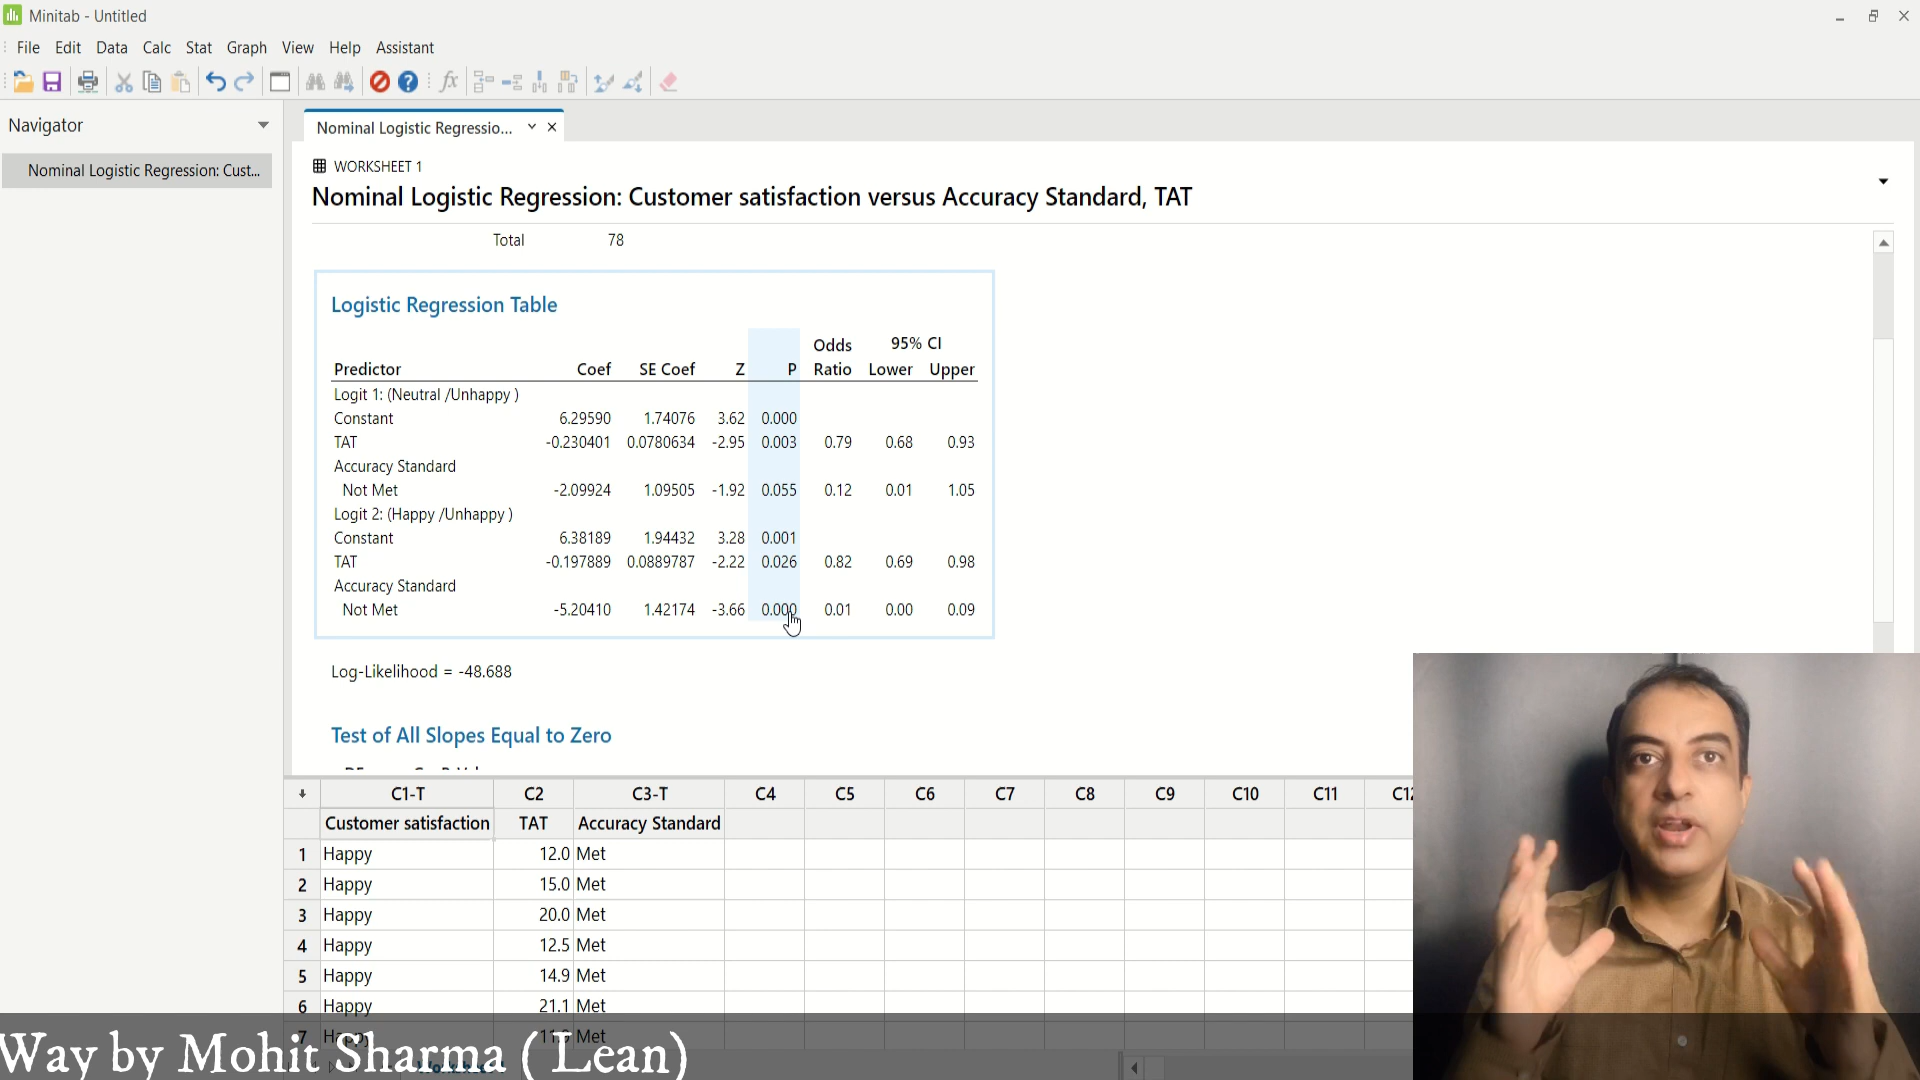 Minitab - Untitled
File Edit Data Calc Stat Graph View Help Assistant
Navigator
Nominal Logistic Regression: Cust...
Nominal Logistic Regressio...
WORKSHEET 1
Nominal Logistic Regression: Customer satisfaction versus Accuracy Standard, TAT
Total 78
Logistic Regression Table
Odds 95% CI
Predictor Coef SE Coef Z P Ratio Lower Upper
Logit 1: (Neutral /Unhappy )
Constant 6.29590 1.74076 3.62 0.000
TAT -0.230401 0.0780634 -2.95 0.003 0.79 0.68 0.93
Accuracy Standard
Not Met -2.09924 1.09505 -1.92 0.055 0.12 0.01 1.05
Logit 2: (Happy /Unhappy )
Constant 6.38189 1.94432 3.28 0.001
TAT -0.197889 0.0889787 -2.22 0.026 0.82 0.69 0.98
Accuracy Standard
Not Met -5.20410 1.42174 -3.66 0.000 0.01 0.00 0.09
Log-Likelihood = -48.688
Test of All Slopes Equal to Zero
C1-T C2 C3-T C4 C5 C6 C7 C8 C9 C10 C11 C12
Customer satisfaction TAT Accuracy Standard
1 Happy 12.0 Met
2 Happy 15.0 Met
3 Happy 20.0 Met
4 Happy 12.5 Met
5 Happy 14.9 Met
6 Happy 21.1 Met
7 Happy Met
Way by Mohit Sharma ( Lean)